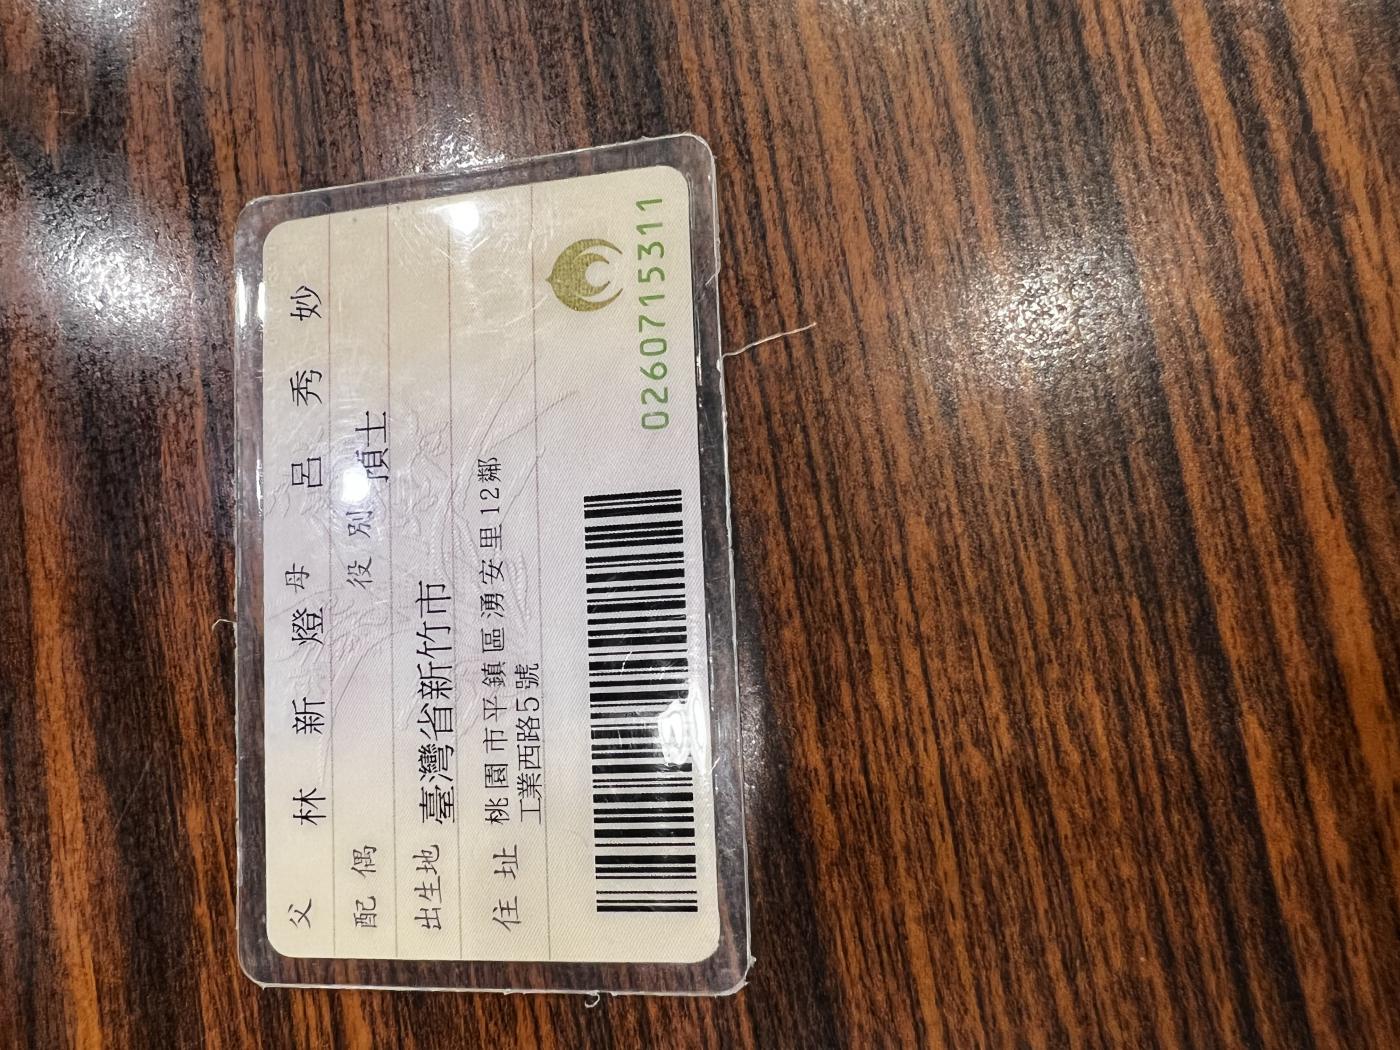 父 林新燈 母 呂秀妙
配偶 役別 預士
出生地 臺灣省新竹市
住址 桃園市平鎮區湧安里12鄰
工業西路5號
0260715311